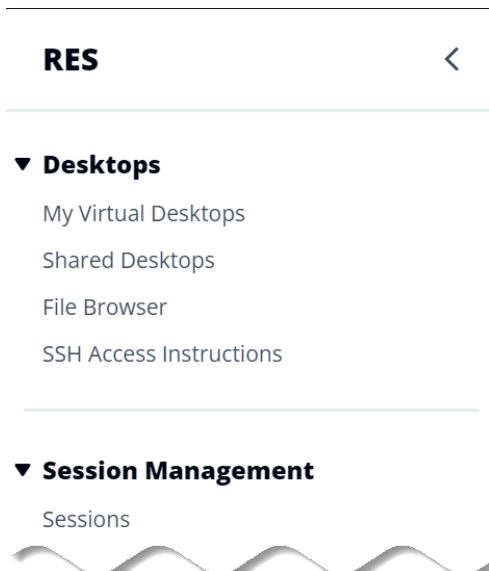 RES
Desktops
My Virtual Desktops
Shared Desktops
File Browser
SSH Access Instructions
Session Management
Sessions